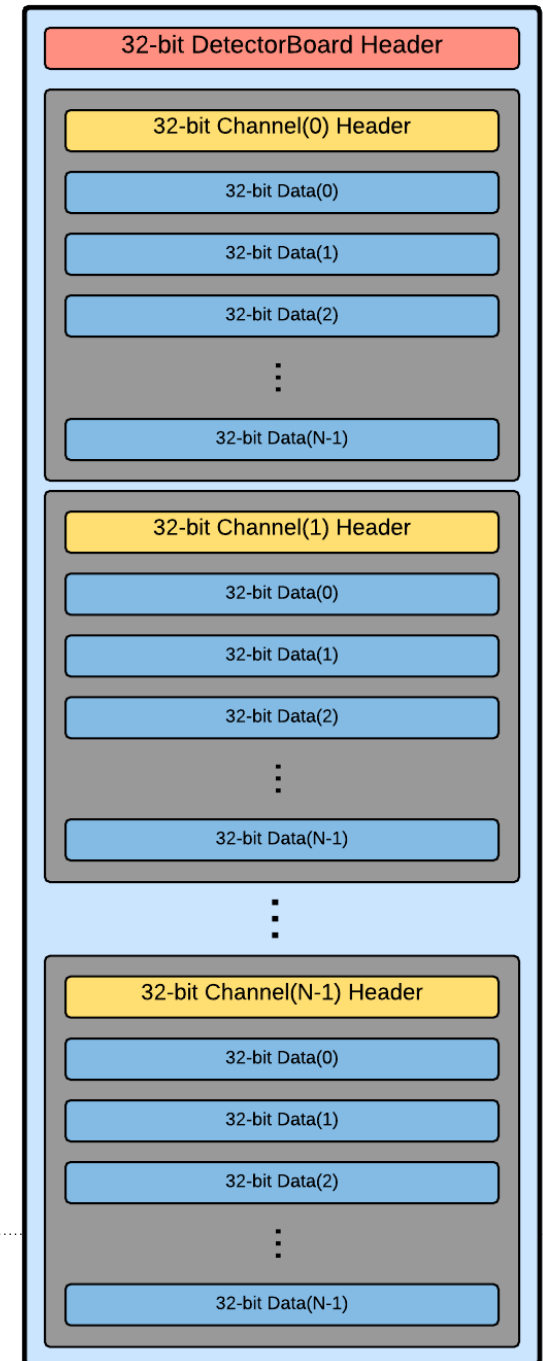 32-bit DetectorBoard Header
32-bit Channel(0) Header
32-bit Data(0)
32-bit Data(1)
32-bit Data(2)
⋮
32-bit Data(N-1)
32-bit Channel(1) Header
32-bit Data(0)
32-bit Data(1)
32-bit Data(2)
⋮
32-bit Data(N-1)
⋮
32-bit Channel(N-1) Header
32-bit Data(0)
32-bit Data(1)
32-bit Data(2)
⋮
32-bit Data(N-1)